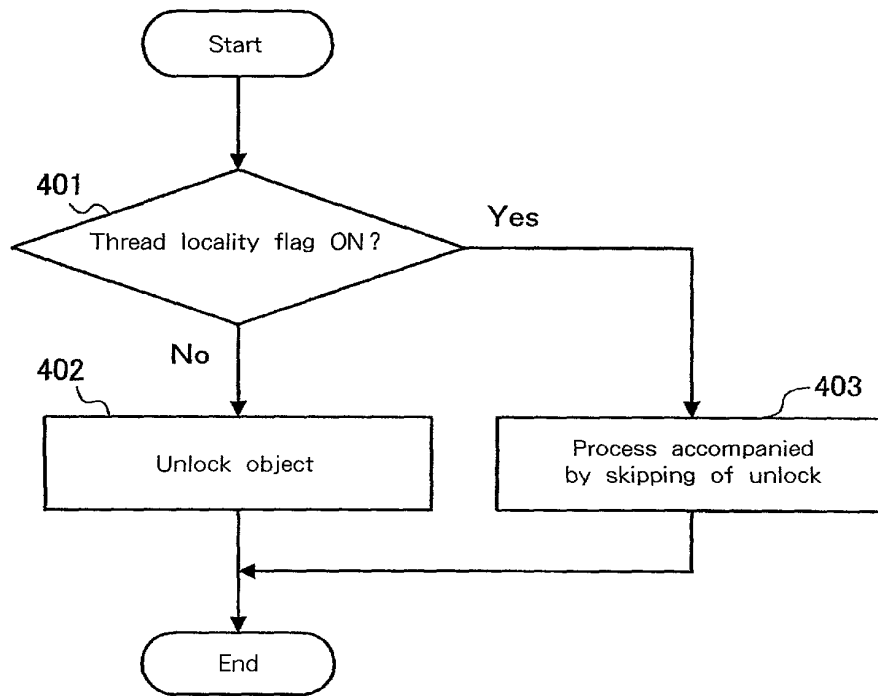 Start
401
Thread locality flag ON?
Yes
No
402
Unlock object
403
Process accompanied
by skipping of unlock
End